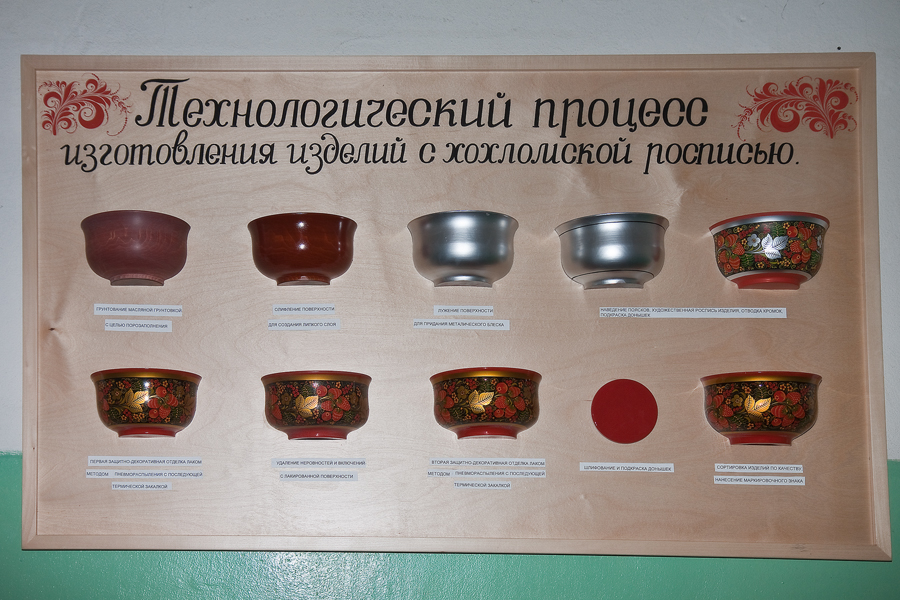 Технологический процесс
изготовления изделий с хохломской росписью.
ГРУНТОВАНИЕ МАСЛЯНОЙ ГРУНТОВКОЙ
С ЦЕЛЬЮ ПОРОЗАПОЛНЕНИЯ
ОЛИФЛЕНИЕ ПОВЕРХНОСТИ
ДЛЯ СОЗДАНИЯ ЛИПКОГО СЛОЯ
ЛУЖЕНИЕ ПОВЕРХНОСТИ
ДЛЯ ПРИДАНИЯ МЕТАЛИЧЕСКОГО БЛЕСКА
НАВЕДЕНИЕ ПОЯСКОВ, ХУДОЖЕСТВЕННАЯ РОСПИСЬ ИЗДЕЛИЯ, ОТВОДКА КРОМОК,
ПОДКРАСКА ДОНЫШЕК
ПЕРВАЯ ЗАЩИТНО-ДЕКОРАТИВНАЯ ОТДЕЛКА ЛАКОМ
МЕТОДОМ ПНЕВМОРАСПЫЛЕНИЯ С ПОСЛЕДУЮЩЕЙ
ТЕРМИЧЕСКОЙ ЗАКАЛКОЙ
УДАЛЕНИЕ НЕРОВНОСТЕЙ И ВКЛЮЧЕНИЙ
С ЛАКИРОВАННОЙ ПОВЕРХНОСТИ
ВТОРАЯ ЗАЩИТНО-ДЕКОРАТИВНАЯ ОТДЕЛКА ЛАКОМ
МЕТОДОМ ПНЕВМОРАСПЫЛЕНИЯ С ПОСЛЕДУЮЩЕЙ
ТЕРМИЧЕСКОЙ ЗАКАЛКОЙ
ШЛИФОВАНИЕ И ПОДКРАСКА ДОНЫШЕК
СОРТИРОВКА ИЗДЕЛИЙ ПО КАЧЕСТВУ,
НАНЕСЕНИЕ МАРКИРОВОЧНОГО ЗНАКА